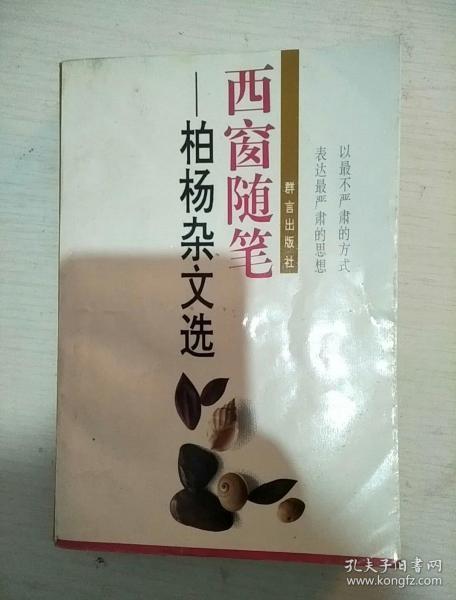 以最不严肃的方式
表达最严肃的思想
群言出版社
西窗随笔
—柏杨杂文选
孔夫子旧书网
www.kongfz.com